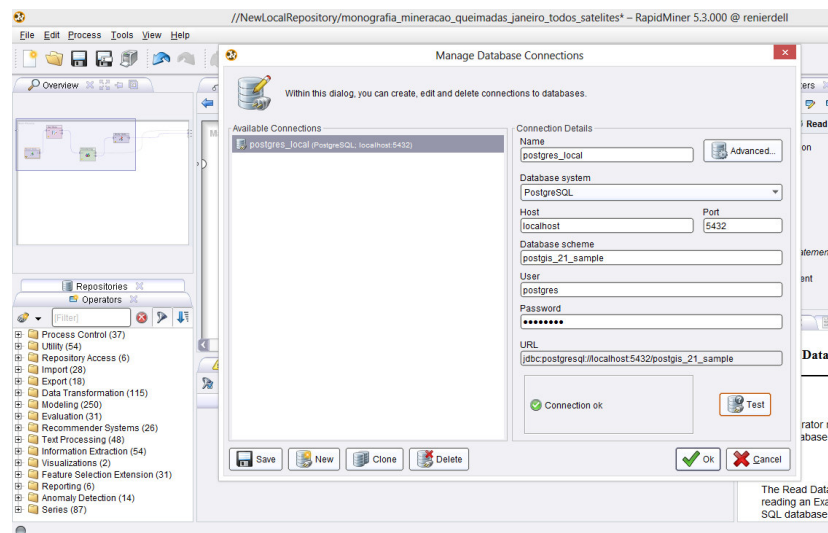 //NewLocalRepository/monografia_mineracao_queimadas_janeiro_todos_satelites* – RapidMiner 5.3.000 @ renierdell
File Edit Process Tools View Help
Overview
Manage Database Connections
Within this dialog, you can create, edit and delete connections to databases.
Available Connections
postgres_local (PostgreSQL; localhost:5432)
Connection Details
Name
postgres_local
Advanced...
Database system
PostgreSQL
Host
Port
localhost
5432
Database scheme
postgis_21_sample
User
postgres
Password
••••••••
URL
jdbc:postgresql://localhost:5432/postgis_21_sample
Connection ok
Test
Save
New
Clone
Delete
Ok
Cancel
Repositories
Operators
[Filter]
Process Control (37)
Utility (54)
Repository Access (6)
Import (28)
Export (18)
Data Transformation (115)
Modeling (250)
Evaluation (31)
Recommender Systems (26)
Text Processing (48)
Information Extraction (54)
Visualizations (2)
Feature Selection Extension (31)
Reporting (6)
Anomaly Detection (14)
Series (87)
ters
Read
on
atemen
ent
Data
rator r
abase
The Read Data
reading an Exa
SQL database